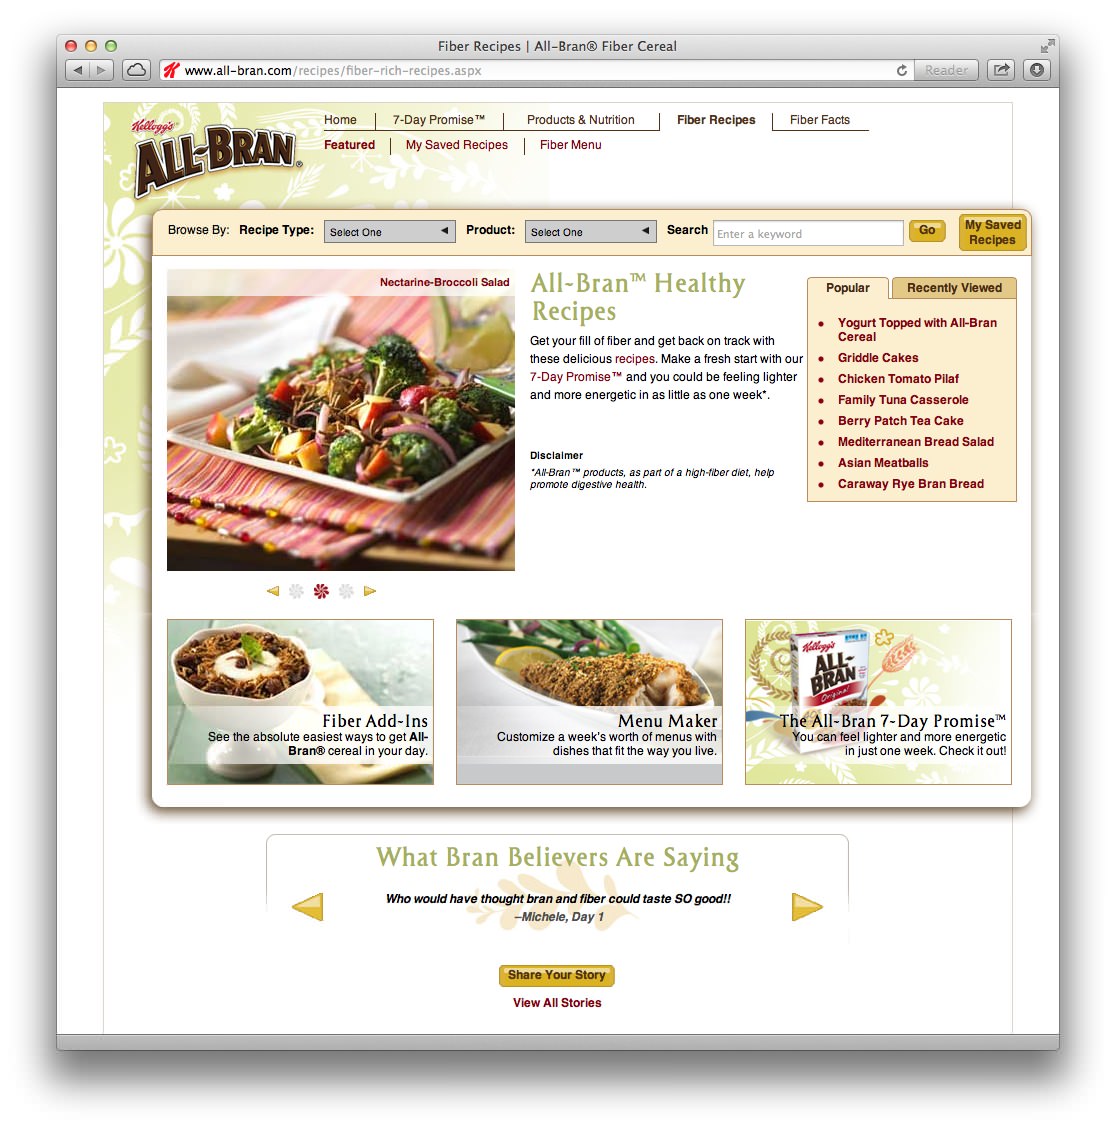 Fiber Recipes | All-Bran® Fiber Cereal
www.all-bran.com/recipes/fiber-rich-recipes.aspx
Reader
Kellogg's
ALL-BRAN®
Home
7-Day Promise™
Products & Nutrition
Fiber Recipes
Fiber Facts
Featured
My Saved Recipes
Fiber Menu
Browse By:
Recipe Type:
Select One
Product:
Select One
Search
Enter a keyword
Go
My Saved
Recipes
Nectarine-Broccoli Salad
All-Bran™ Healthy
Recipes
Get your fill of fiber and get back on track with
these delicious recipes. Make a fresh start with our
7-Day Promise™ and you could be feeling lighter
and more energetic in as little as one week*.
Disclaimer
*All-Bran™ products, as part of a high-fiber diet, help
promote digestive health.
Popular
Recently Viewed
Yogurt Topped with All-Bran
Cereal
Griddle Cakes
Chicken Tomato Pilaf
Family Tuna Casserole
Berry Patch Tea Cake
Mediterranean Bread Salad
Asian Meatballs
Caraway Rye Bran Bread
Fiber Add-Ins
See the absolute easiest ways to get All-
Bran® cereal in your day.
Menu Maker
Customize a week's worth of menus with
dishes that fit the way you live.
Kellogg's
ALL-
BRAN
Original
The All-Bran 7-Day Promise™
You can feel lighter and more energetic
in just one week. Check it out!
What Bran Believers Are Saying
Who would have thought bran and fiber could taste SO good!!
–Michele, Day 1
Share Your Story
View All Stories